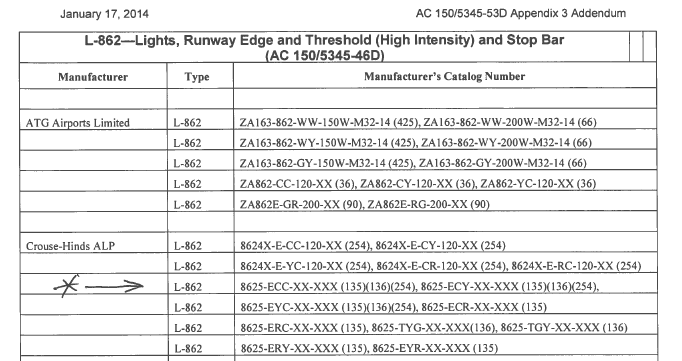 January 17, 2014 AC 150/5345-53D Appendix 3 Addendum
L-862—Lights, Runway Edge and Threshold (High Intensity) and Stop Bar
(AC 150/5345-46D)
Manufacturer Type Manufacturer's Catalog Number
ATG Airports Limited L-862 ZA163-862-WW-150W-M32-14 (425), ZA163-862-WW-200W-M32-14 (66)
L-862 ZA163-862-WY-150W-M32-14 (425), ZA163-862-WY-200W-M32-14 (66)
L-862 ZA163-862-GY-150W-M32-14 (425), ZA163-862-GY-200W-M32-14 (66)
L-862 ZA862-CC-120-XX (36), ZA862-CY-120-XX (36), ZA862-YC-120-XX (36)
L-862 ZA862E-GR-200-XX (90), ZA862E-RG-200-XX (90)
Crouse-Hinds ALP L-862 8624X-E-CC-120-XX (254), 8624X-E-CY-120-XX (254)
L-862 8624X-E-YC-120-XX (254), 8624X-E-CR-120-XX (254), 8624X-E-RC-120-XX (254)
L-862 8625-ECC-XX-XXX (135)(136)(254), 8625-ECY-XX-XXX (135)(136)(254),
L-862 8625-EYC-XX-XXX (135)(136)(254), 8625-ECR-XX-XXX (135)
L-862 8625-ERC-XX-XXX (135), 8625-TYG-XX-XXX(136), 8625-TGY-XX-XXX (136)
L-862 8625-ERY-XX-XXX (135), 8625-EYR-XX-XXX (135)